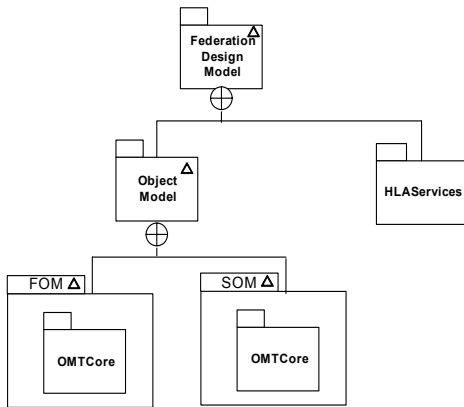 Federation
Design
Model
Object
Model
HLAServices
FOM
SOM
OMTCore
OMTCore